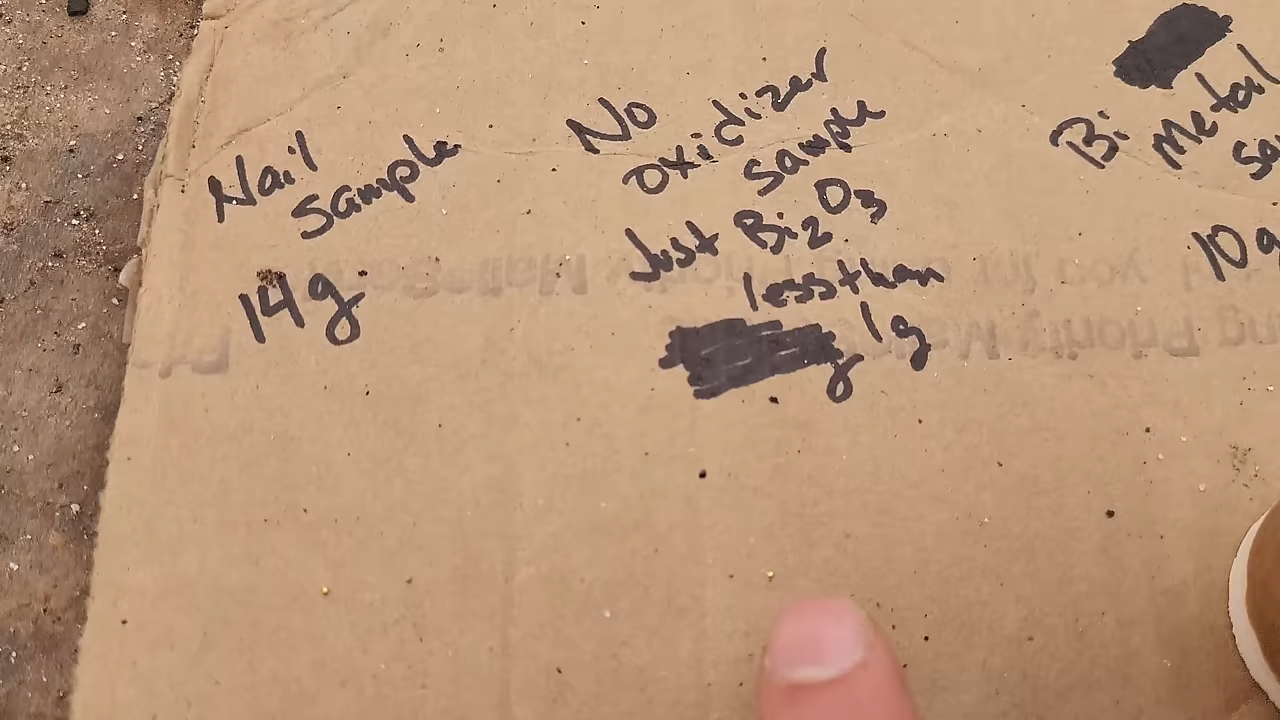 Nail
Sample
14g
No
oxidizer
Sample
Just Bi2O3
less than
1g
g
Bi
Metal
10g